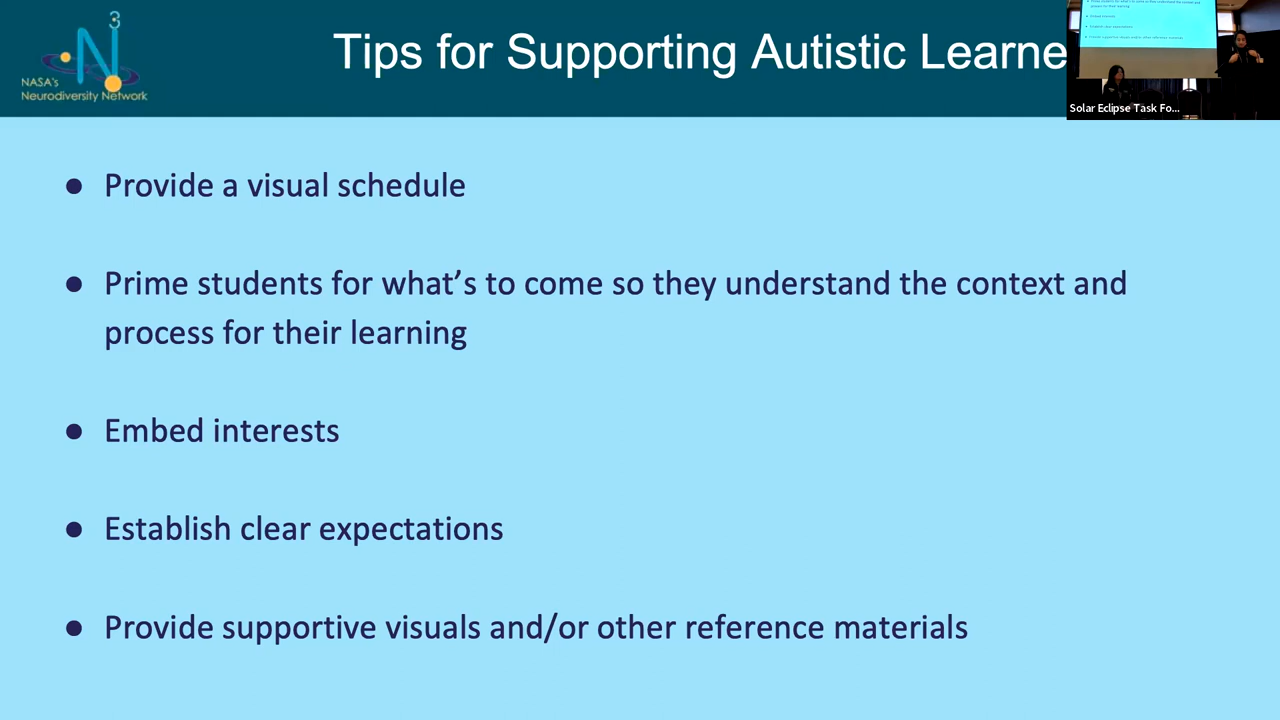 N3
NASA's
Neurodiversity Network
Tips for Supporting Autistic Learne
Solar Eclipse Task Fo...
● Provide a visual schedule
● Prime students for what's to come so they understand the context and
process for their learning
● Embed interests
● Establish clear expectations
● Provide supportive visuals and/or other reference materials